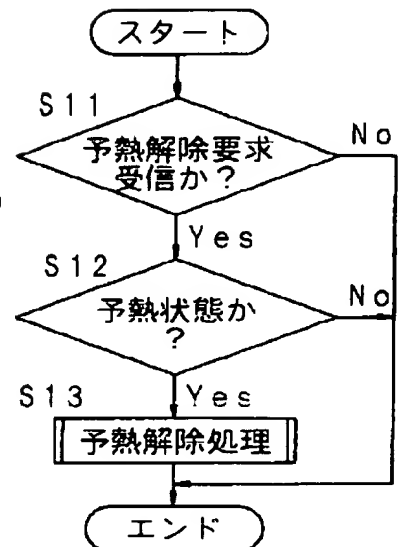 スタート
S11
予熱解除要求
受信か?
No
Yes
S12
予熱状態か
?
No
Yes
S13
予熱解除処理
エンド